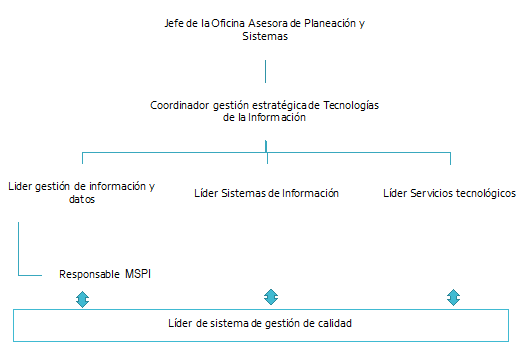 Jefe de la Oficina Asesora de Planeación y
Sistemas
Coordinador gestión estratégica de Tecnologías
de la Información
Líder gestión de información y
datos
Líder Sistemas de Información
Líder Servicios tecnológicos
Responsable MSPI
Líder de sistema de gestión de calidad